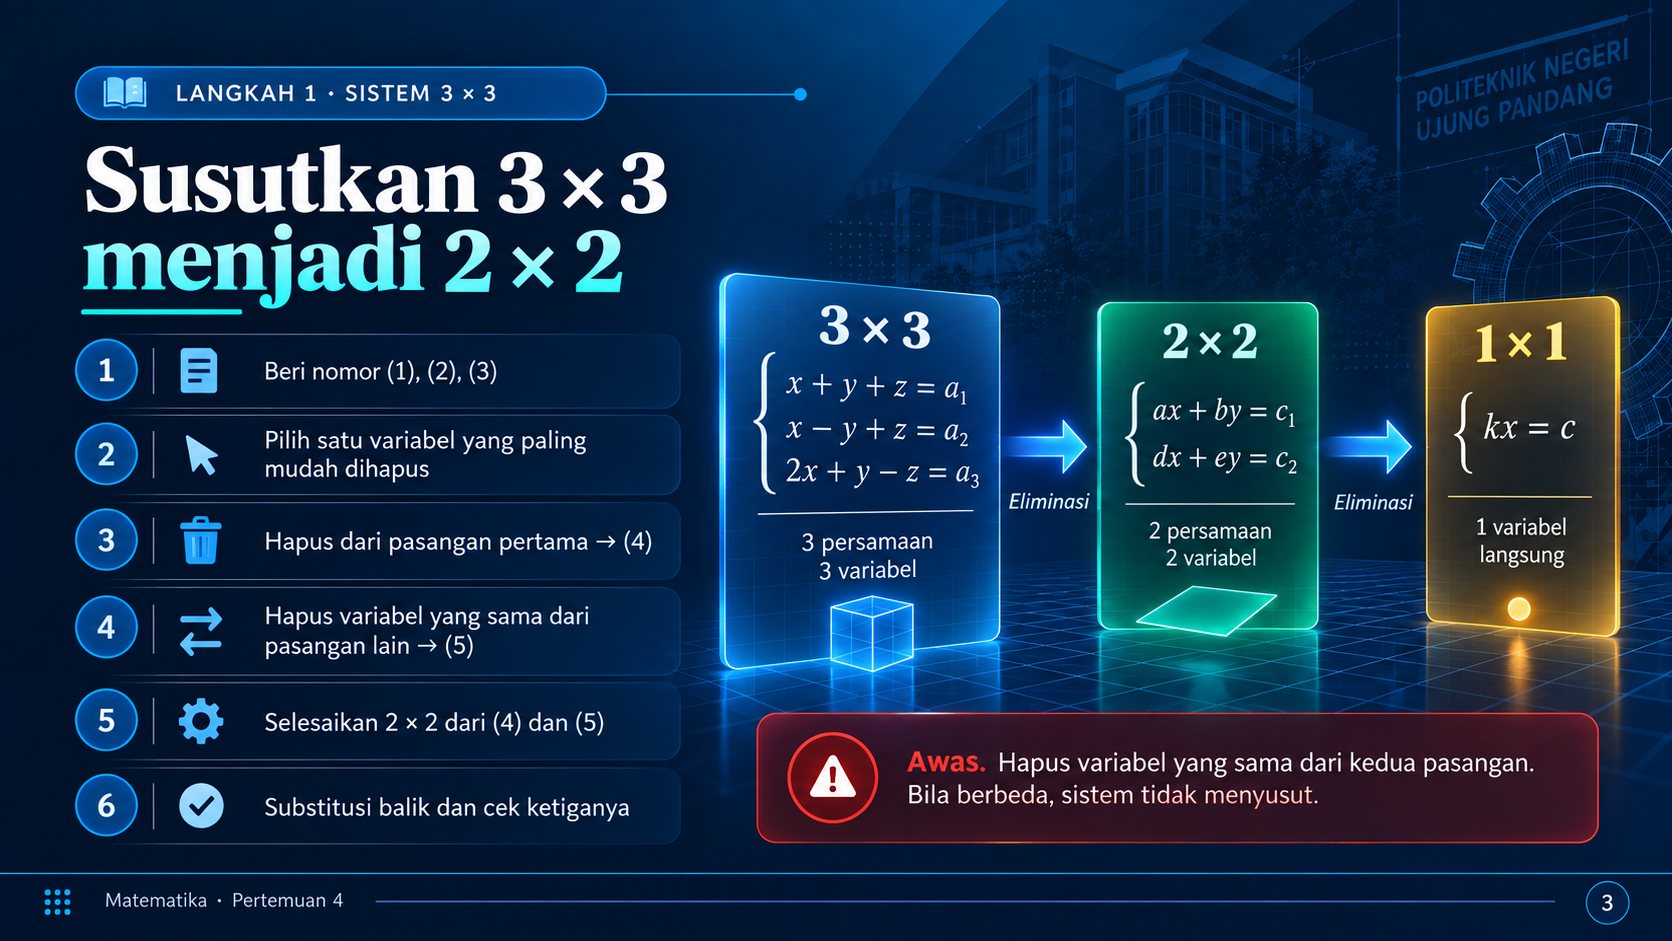 LANGKAH 1 · SISTEM 3 × 3
POLITEKNIK NEGERI
UJUNG PANDANG
Susutkan 3 × 3
menjadi 2 × 2
1
Beri nomor (1), (2), (3)
2
Pilih satu variabel yang paling
mudah dihapus
3
Hapus dari pasangan pertama → (4)
4
Hapus variabel yang sama dari
pasangan lain → (5)
5
Selesaikan 2 × 2 dari (4) dan (5)
6
Substitusi balik dan cek ketiganya
3 × 3
x + y + z = a₁
x − y + z = a₂
2x + y − z = a₃
3 persamaan
3 variabel
Eliminasi
2 × 2
ax + by = c₁
dx + ey = c₂
2 persamaan
2 variabel
Eliminasi
1 × 1
kx = c
1 variabel
langsung
Awas. Hapus variabel yang sama dari kedua pasangan.
Bila berbeda, sistem tidak menyusut.
Matematika · Pertemuan 4
3